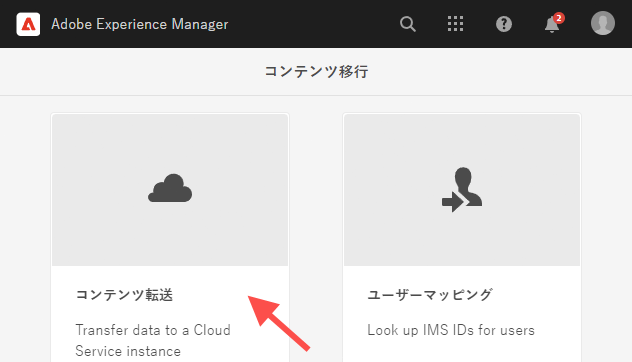 Adobe Experience Manager
2
コンテンツ移行
コンテンツ転送
Transfer data to a Cloud
Service instance
ユーザーマッピング
Look up IMS IDs for users